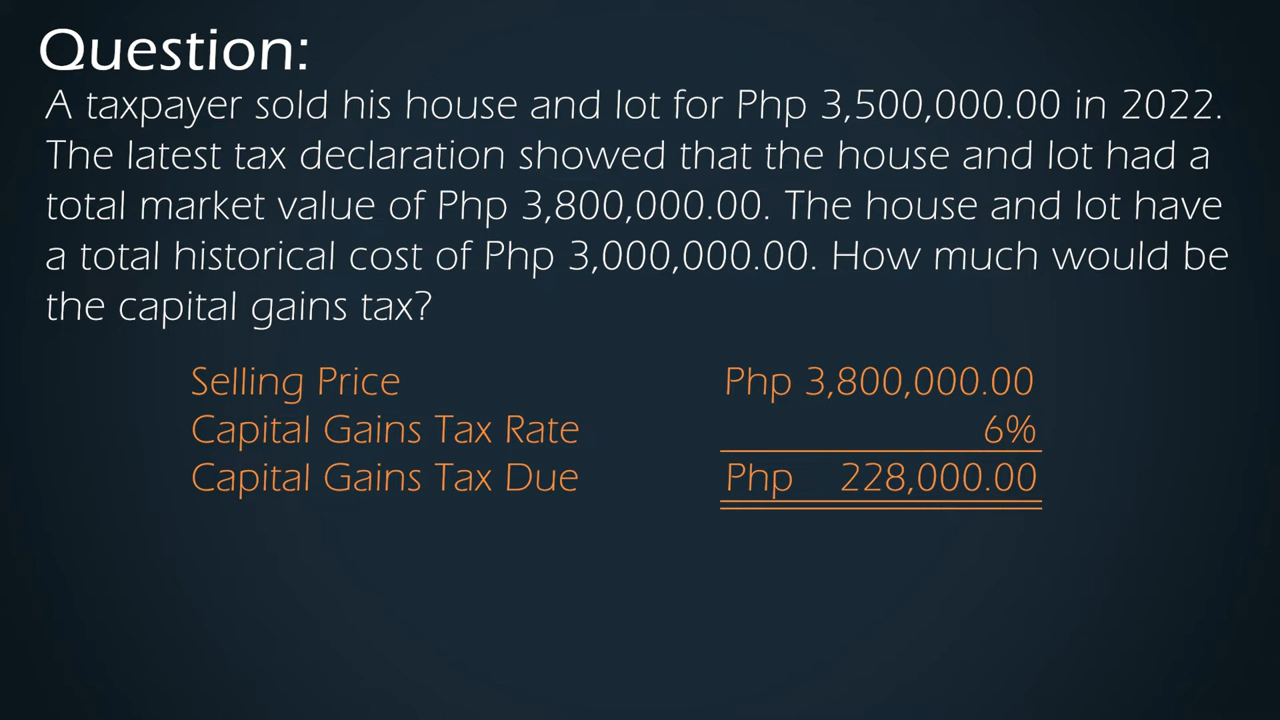 Question:
A taxpayer sold his house and lot for Php 3,500,000.00 in 2022.
The latest tax declaration showed that the house and lot had a
total market value of Php 3,800,000.00. The house and lot have
a total historical cost of Php 3,000,000.00. How much would be
the capital gains tax?
Selling Price Php 3,800,000.00
Capital Gains Tax Rate 6%
Capital Gains Tax Due Php 228,000.00